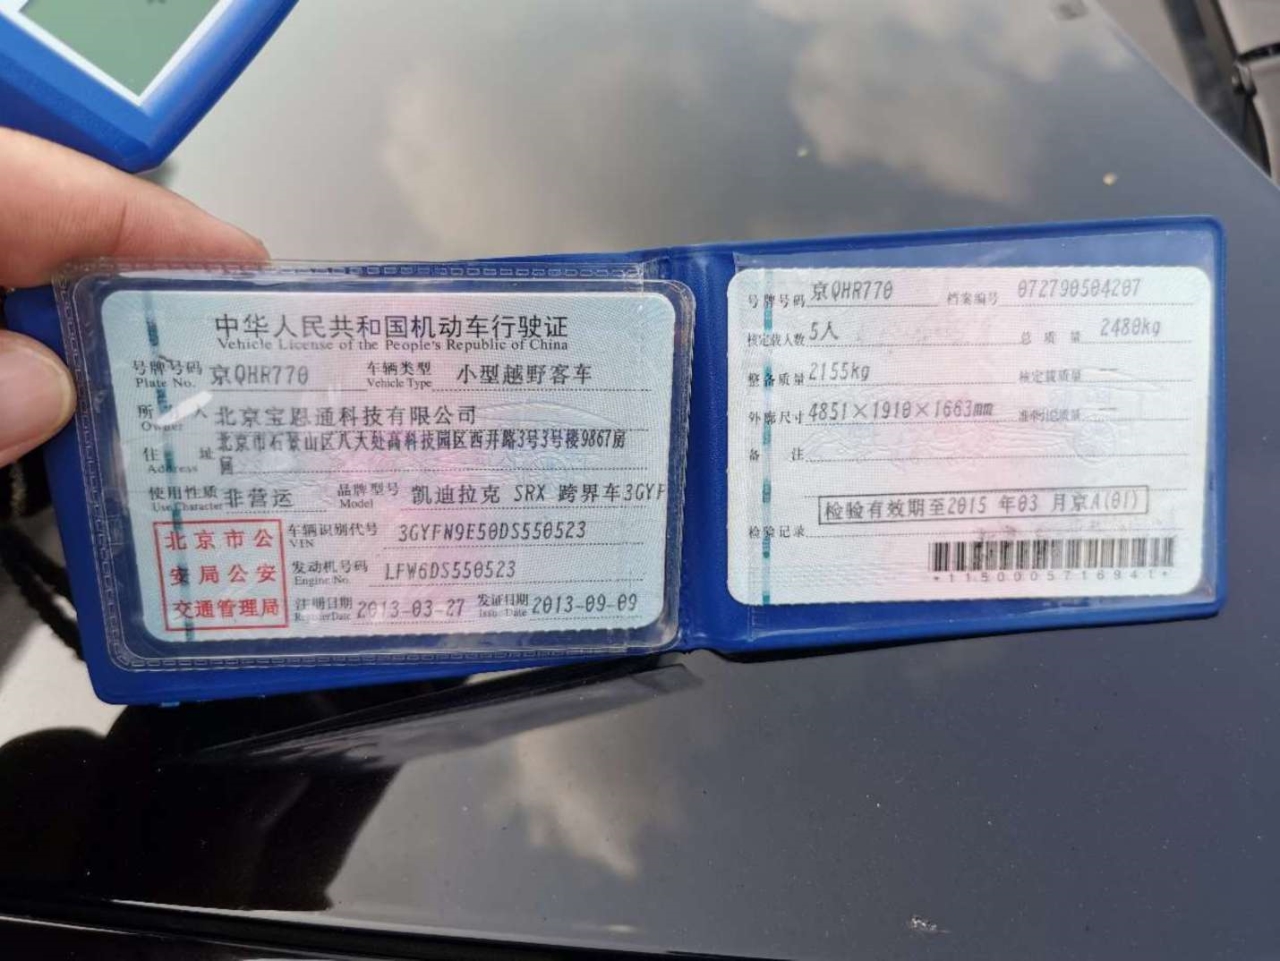 中华人民共和国机动车行驶证
Vehicle License of the People's Republic of China
号牌号码 京QHR770 车辆类型 小型越野客车
Plate No. Vehicle Type
所 人 北京宝恩通科技有限公司
Owner
住 址 北京市石景山区八大处高科技园区西井路3号3号楼9867房
Address 间
使用性质 非营运 品牌型号 凯迪拉克 SRX 跨界车3GYF
Use Character Model
北京市公
安局公安
交通管理局
车辆识别代号 3GYFN9E50DS550523
VIN
发动机号码 LFW6DS550523
Engine No.
注册日期 2013-03-27 发证日期 2013-09-09
Register Date Issue Date
号牌号码 京QHR770 档案编号 072790504207
核定载人数 5人 总质量 2480kg
整备质量 2155kg 核定载质量 —
外廓尺寸 4851×1910×1663mm 准牵引总质量 —
备 注
检验有效期至2015 年03 月京A(01)
检验记录
*1150005716941*